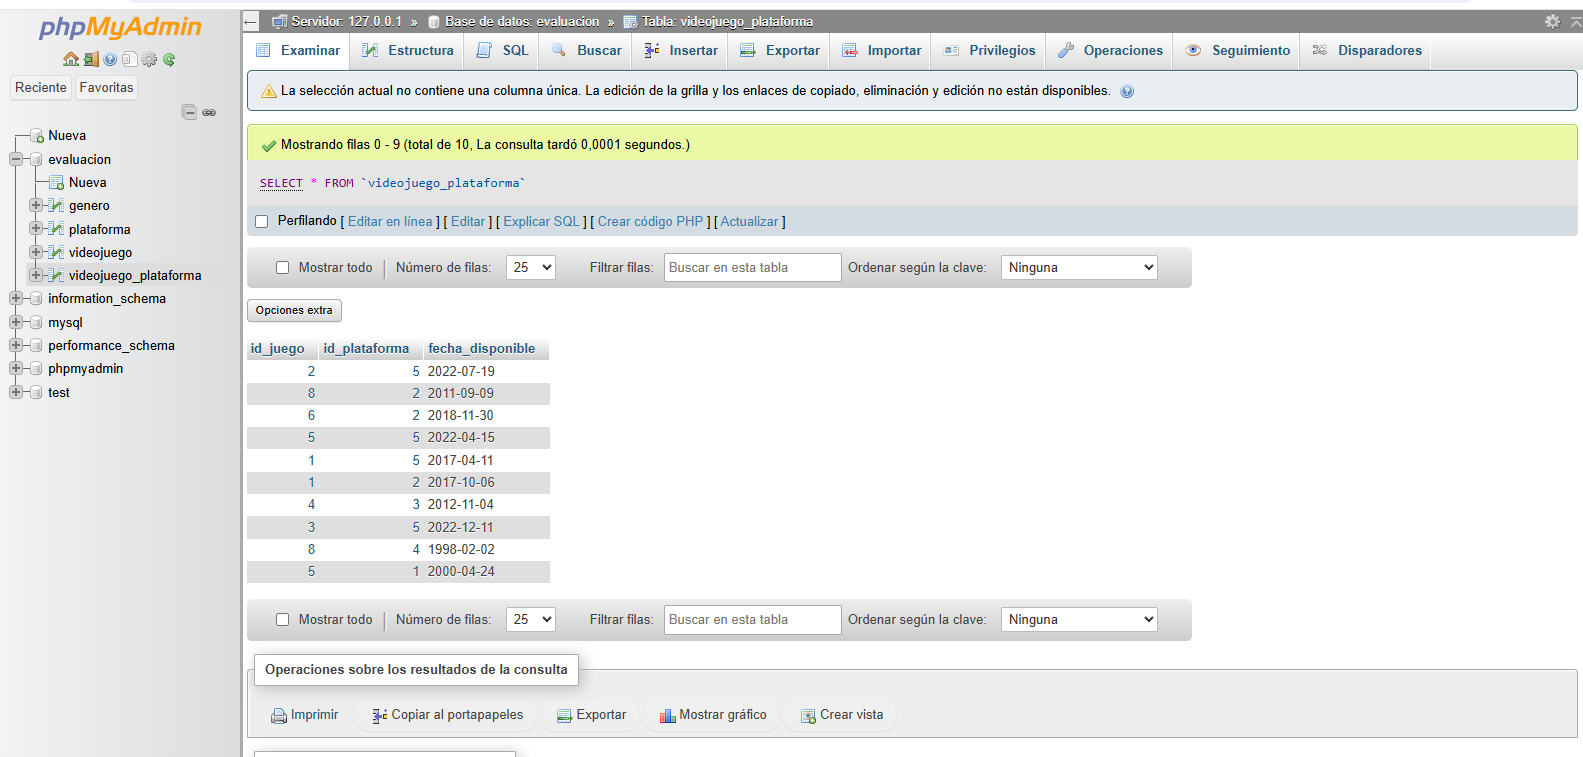 phpMyAdmin
Reciente Favoritas
Nueva
evaluacion
Nueva
genero
plataforma
videojuego
videojuego_plataforma
information_schema
mysql
performance_schema
phpmyadmin
test
← Servidor: 127.0.0.1 » Base de datos: evaluacion » Tabla: videojuego_plataforma
Examinar Estructura SQL Buscar Insertar Exportar Importar Privilegios Operaciones Seguimiento Disparadores
La selección actual no contiene una columna única. La edición de la grilla y los enlaces de copiado, eliminación y edición no están disponibles.
Mostrando filas 0 - 9 (total de 10, La consulta tardó 0,0001 segundos.)
SELECT * FROM `videojuego_plataforma`
Perfilando [ Editar en línea ] [ Editar ] [ Explicar SQL ] [ Crear código PHP ] [ Actualizar ]
Mostrar todo | Número de filas: 25 Filtrar filas: Buscar en esta tabla Ordenar según la clave: Ninguna
Opciones extra
id_juego id_plataforma fecha_disponible
2 5 2022-07-19
8 2 2011-09-09
6 2 2018-11-30
5 5 2022-04-15
1 5 2017-04-11
1 2 2017-10-06
4 3 2012-11-04
3 5 2022-12-11
8 4 1998-02-02
5 1 2000-04-24
Mostrar todo | Número de filas: 25 Filtrar filas: Buscar en esta tabla Ordenar según la clave: Ninguna
Operaciones sobre los resultados de la consulta
Imprimir Copiar al portapapeles Exportar Mostrar gráfico Crear vista